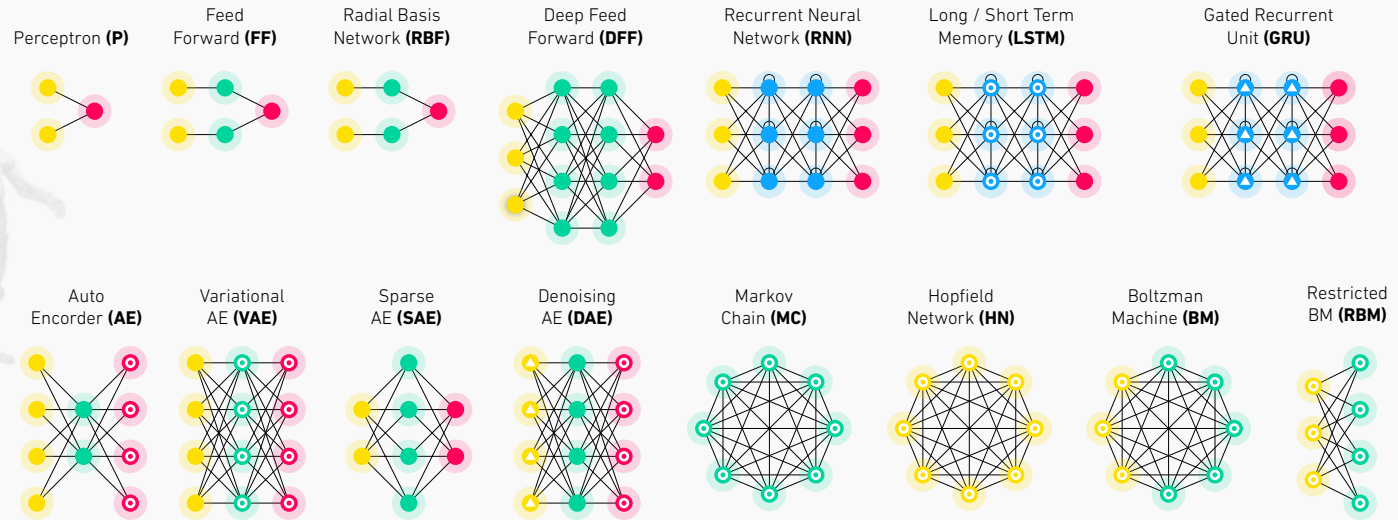 Perceptron (P)
Feed
Forward (FF)
Radial Basis
Network (RBF)
Deep Feed
Forward (DFF)
Recurrent Neural
Network (RNN)
Long / Short Term
Memory (LSTM)
Gated Recurrent
Unit (GRU)
Auto
Encorder (AE)
Variational
AE (VAE)
Sparse
AE (SAE)
Denoising
AE (DAE)
Markov
Chain (MC)
Hopfield
Network (HN)
Boltzman
Machine (BM)
Restricted
BM (RBM)